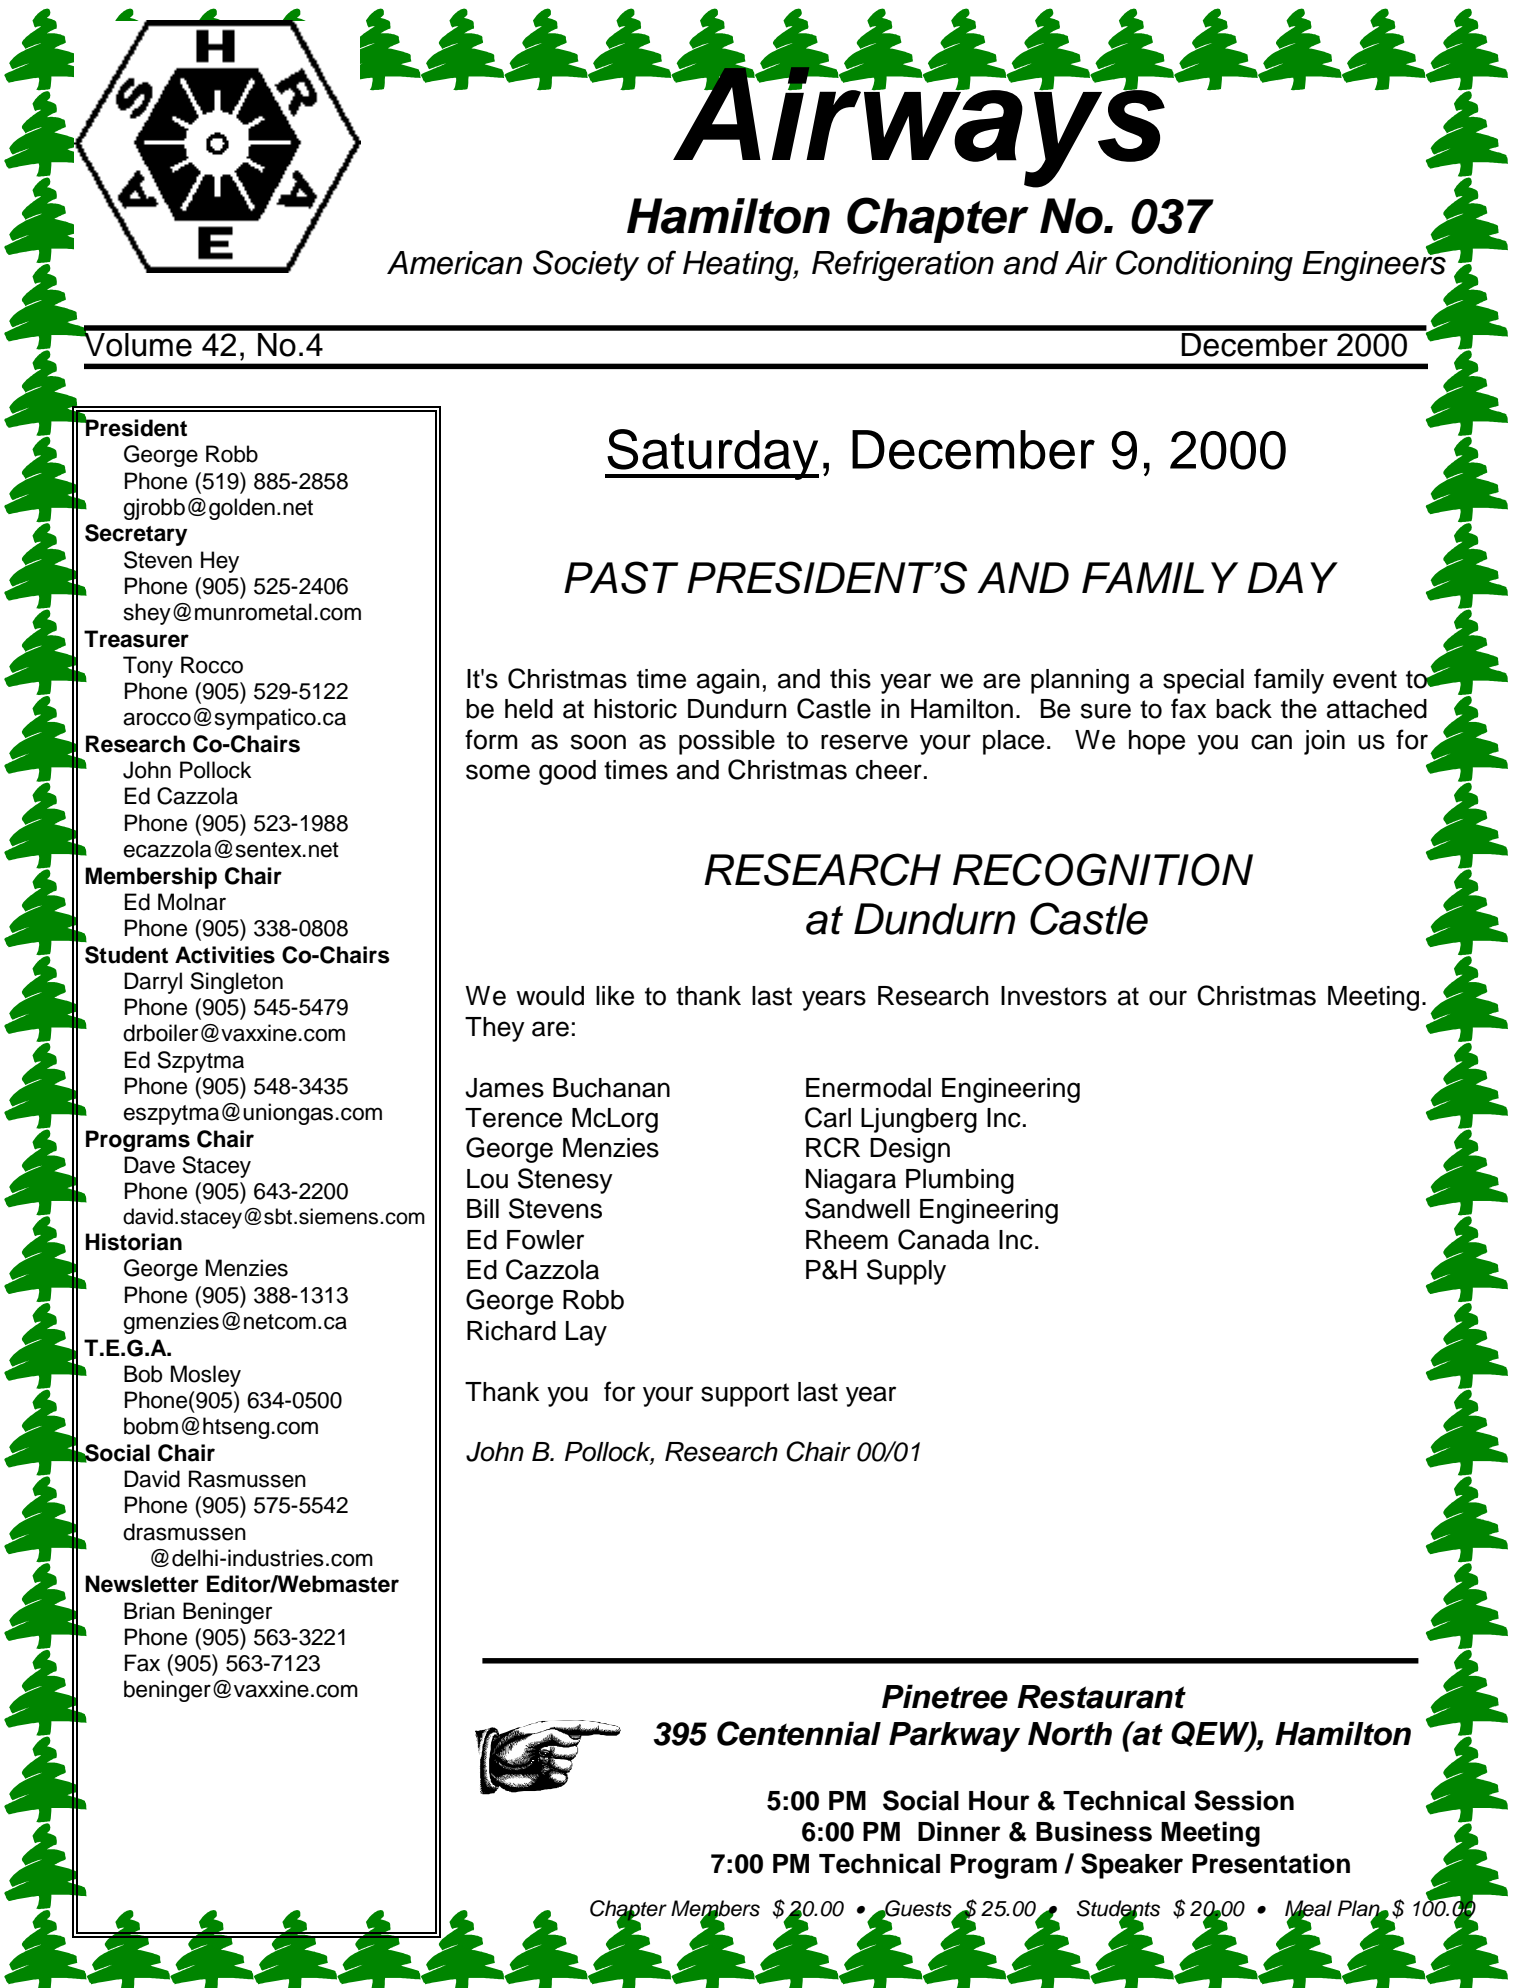 ASHRAE
Airways
Hamilton Chapter No. 037
American Society of Heating, Refrigeration and Air Conditioning Engineers
Volume 42, No.4 December 2000
President
George Robb
Phone (519) 885-2858
gjrobb@golden.net
Secretary
Steven Hey
Phone (905) 525-2406
shey@munrometal.com
Treasurer
Tony Rocco
Phone (905) 529-5122
arocco@sympatico.ca
Research Co-Chairs
John Pollock
Ed Cazzola
Phone (905) 523-1988
ecazzola@sentex.net
Membership Chair
Ed Molnar
Phone (905) 338-0808
Student Activities Co-Chairs
Darryl Singleton
Phone (905) 545-5479
drboiler@vaxxine.com
Ed Szpytma
Phone (905) 548-3435
eszpytma@uniongas.com
Programs Chair
Dave Stacey
Phone (905) 643-2200
david.stacey@sbt.siemens.com
Historian
George Menzies
Phone (905) 388-1313
gmenzies@netcom.ca
T.E.G.A.
Bob Mosley
Phone(905) 634-0500
bobm@htseng.com
Social Chair
David Rasmussen
Phone (905) 575-5542
drasmussen
@delhi-industries.com
Newsletter Editor/Webmaster
Brian Beninger
Phone (905) 563-3221
Fax (905) 563-7123
beninger@vaxxine.com
Saturday, December 9, 2000
PAST PRESIDENT'S AND FAMILY DAY
It's Christmas time again, and this year we are planning a special family event to
be held at historic Dundurn Castle in Hamilton. Be sure to fax back the attached
form as soon as possible to reserve your place. We hope you can join us for
some good times and Christmas cheer.
RESEARCH RECOGNITION
at Dundurn Castle
We would like to thank last years Research Investors at our Christmas Meeting.
They are:
James Buchanan Enermodal Engineering
Terence McLorg Carl Ljungberg Inc.
George Menzies RCR Design
Lou Stenesy Niagara Plumbing
Bill Stevens Sandwell Engineering
Ed Fowler Rheem Canada Inc.
Ed Cazzola P&H Supply
George Robb
Richard Lay
Thank you for your support last year
John B. Pollock, Research Chair 00/01
Pinetree Restaurant
395 Centennial Parkway North (at QEW), Hamilton
5:00 PM Social Hour & Technical Session
6:00 PM Dinner & Business Meeting
7:00 PM Technical Program / Speaker Presentation
Chapter Members $ 20.00 • Guests $ 25.00 • Students $ 20.00 • Meal Plan $ 100.00